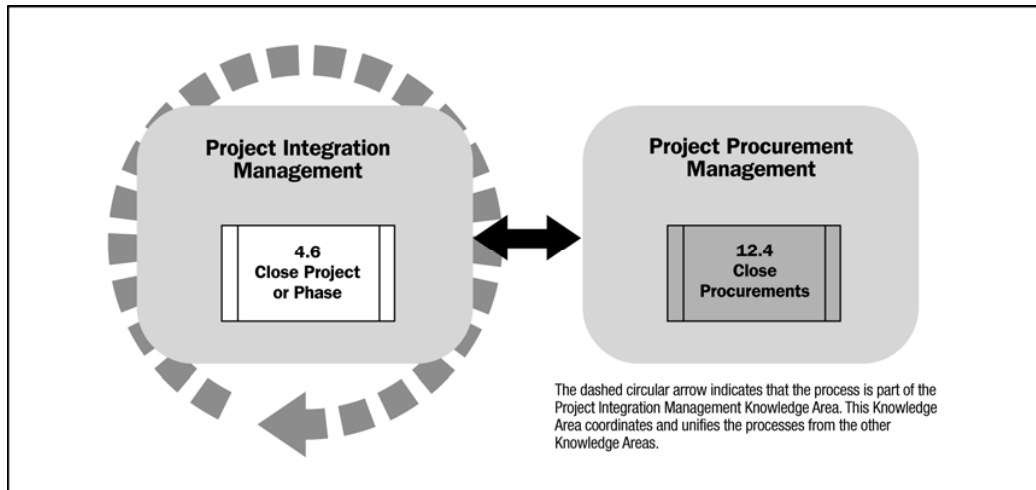 Project Integration
Management
4.6
Close Project
or Phase
Project Procurement
Management
12.4
Close
Procurements
The dashed circular arrow indicates that the process is part of the
Project Integration Management Knowledge Area. This Knowledge
Area coordinates and unifies the processes from the other
Knowledge Areas.